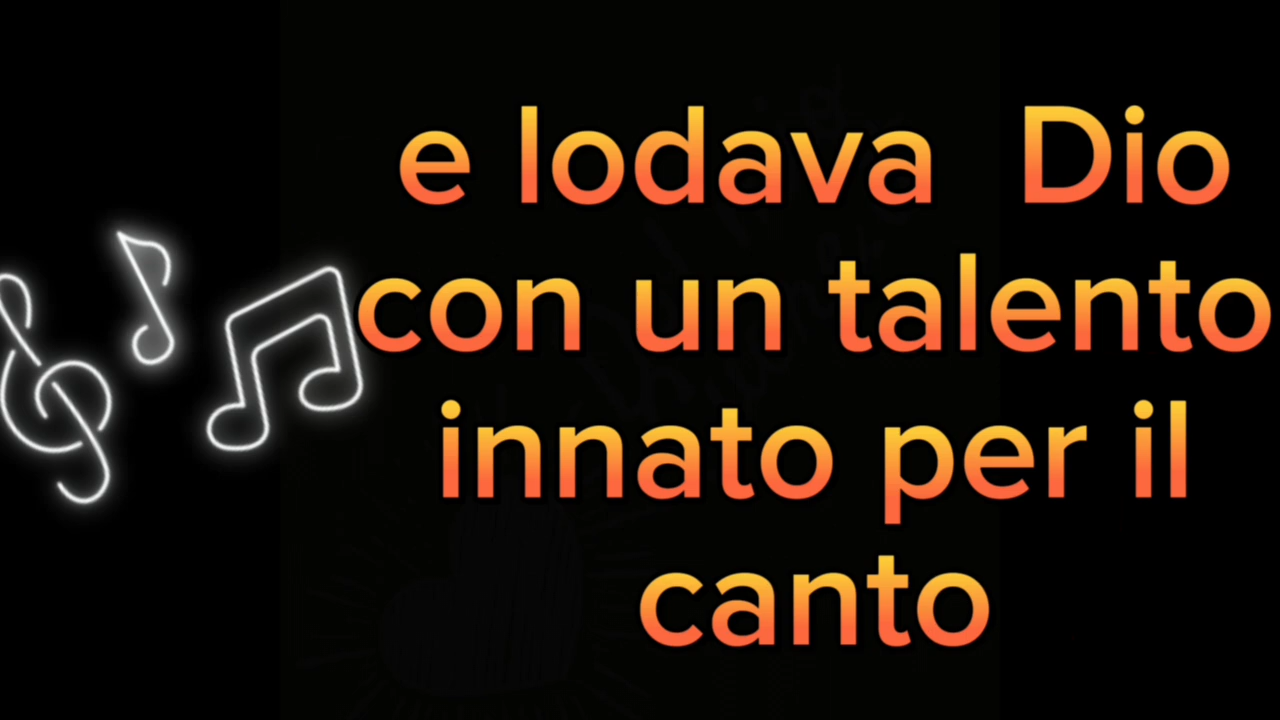 e lodava  Dio
con un talento
innato per il
canto